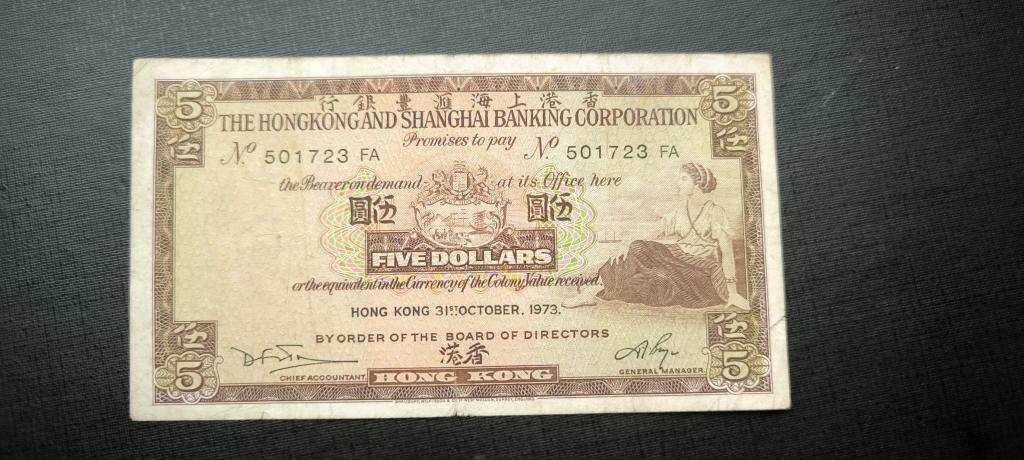 5 香港上海滙豐銀行 5
伍 THE HONGKONG AND SHANGHAI BANKING CORPORATION 伍
Promises to pay
Nº 501723 FA Nº 501723 FA
the Bearer on demand at its Office here
伍圓 伍圓
FIVE DOLLARS
or the equivalent in the Currency of the Colony Value received.
HONG KONG 31ST OCTOBER, 1973.
BY ORDER OF THE BOARD OF DIRECTORS
伍 香港 伍
5 CHIEF ACCOUNTANT HONG KONG GENERAL MANAGER 5